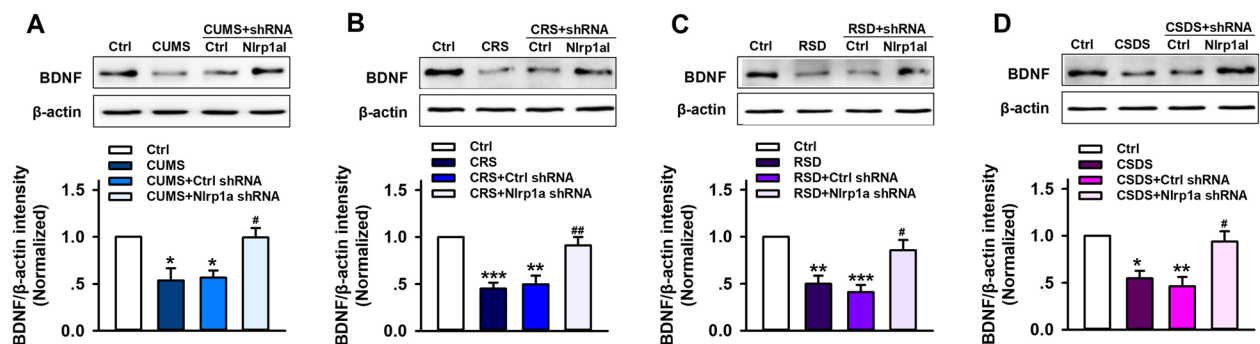 A
CUMS+shRNA
Ctrl CUMS Ctrl Nlrp1al
BDNF
β-actin
Ctrl
CUMS
CUMS+Ctrl shRNA
CUMS+Nlrp1a shRNA
BDNF/β-actin intensity
(Normalized)
1.5
1.0
.5
0.0
*
*
#
B
CRS+shRNA
Ctrl CRS Ctrl Nlrp1al
BDNF
β-actin
Ctrl
CRS
CRS+Ctrl shRNA
CRS+Nlrp1a shRNA
BDNF/β-actin intensity
(Normalized)
1.5
1.0
.5
0.0
***
**
##
C
RSD+shRNA
Ctrl RSD Ctrl Nlrp1al
BDNF
β-actin
Ctrl
RSD
RSD+Ctrl shRNA
RSD+Nlrp1a shRNA
BDNF/β-actin intensity
(Normalized)
1.5
1.0
.5
0.0
**
***
#
D
CSDS+shRNA
Ctrl CSDS Ctrl Nlrp1al
BDNF
β-actin
Ctrl
CSDS
CSDS+Ctrl shRNA
CSDS+Nlrp1a shRNA
BDNF/β-actin intensity
(Normalized)
1.5
1.0
.5
0.0
*
**
#